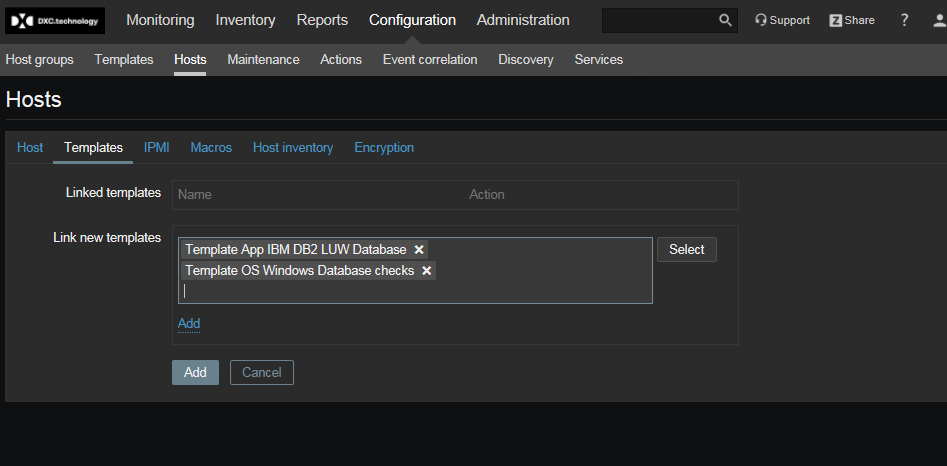 DXC.technology Monitoring Inventory Reports Configuration Administration Support Z Share ?
Host groups Templates Hosts Maintenance Actions Event correlation Discovery Services
Hosts
Host Templates IPMI Macros Host inventory Encryption
Linked templates Name Action
Link new templates
Template App IBM DB2 LUW Database Select
Template OS Windows Database checks
Add
Add Cancel